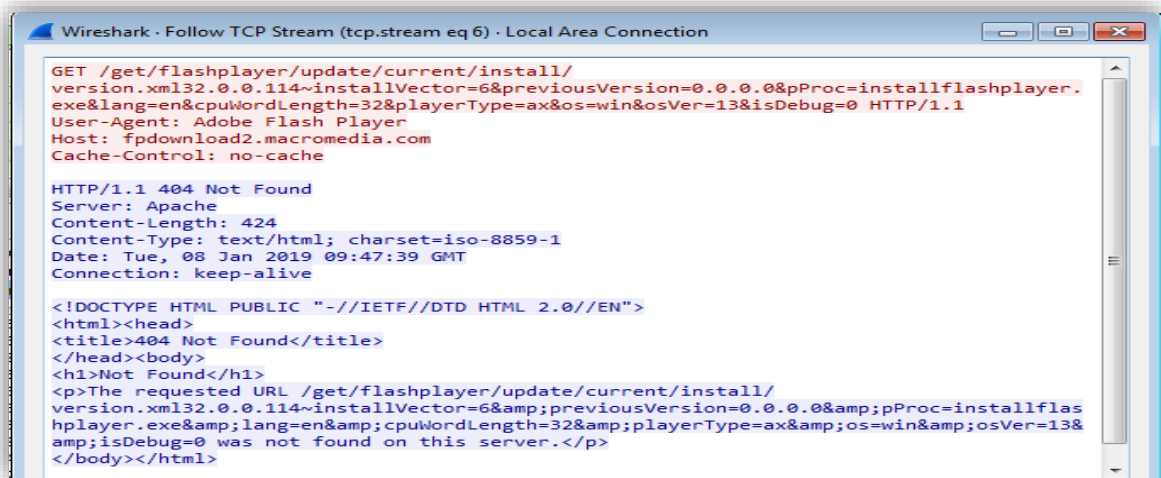 Wireshark · Follow TCP Stream (tcp.stream eq 6) · Local Area Connection
GET /get/flashplayer/update/current/install/
version.xml32.0.0.114~installVector=6&previousVersion=0.0.0.0&pProc=installflashplayer.
exe&lang=en&cpuWordLength=32&playerType=ax&os=win&osVer=13&isDebug=0 HTTP/1.1
User-Agent: Adobe Flash Player
Host: fpdownload2.macromedia.com
Cache-Control: no-cache
HTTP/1.1 404 Not Found
Server: Apache
Content-Length: 424
Content-Type: text/html; charset=iso-8859-1
Date: Tue, 08 Jan 2019 09:47:39 GMT
Connection: keep-alive
<!DOCTYPE HTML PUBLIC "-//IETF//DTD HTML 2.0//EN">
<html><head>
<title>404 Not Found</title>
</head><body>
<h1>Not Found</h1>
<p>The requested URL /get/flashplayer/update/current/install/
version.xml32.0.0.114~installVector=6&amp;previousVersion=0.0.0.0&amp;pProc=installflas
hplayer.exe&amp;lang=en&amp;cpuWordLength=32&amp;playerType=ax&amp;os=win&amp;osVer=13&
amp;isDebug=0 was not found on this server.</p>
</body></html>